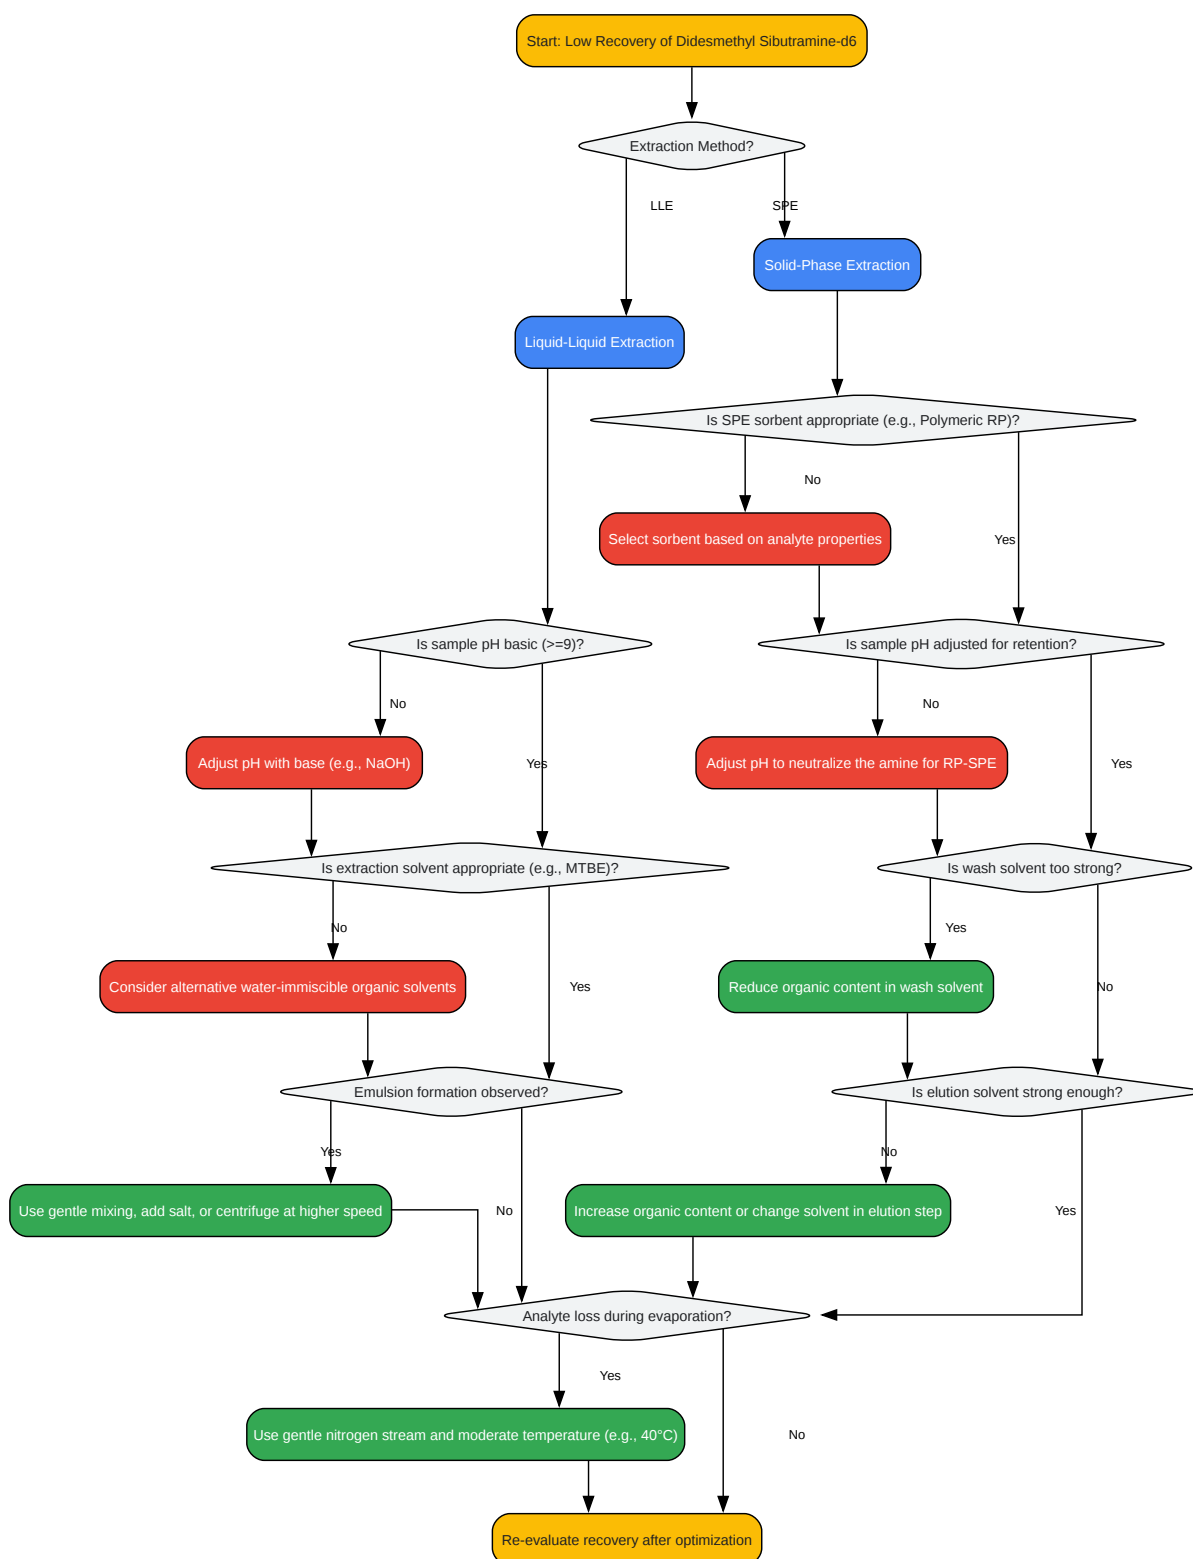 Start: Low Recovery of Didesmethyl Sibutramine-d6
Extraction Method?
LLE
SPE
Solid-Phase Extraction
Liquid-Liquid Extraction
Is SPE sorbent appropriate (e.g., Polymeric RP)?
No
Select sorbent based on analyte properties
Yes
Is sample pH basic (>=9)?
Is sample pH adjusted for retention?
No
No
Adjust pH with base (e.g., NaOH)
Yes
Adjust pH to neutralize the amine for RP-SPE
Yes
Is extraction solvent appropriate (e.g., MTBE)?
Is wash solvent too strong?
No
Yes
Consider alternative water-immiscible organic solvents
Yes
Reduce organic content in wash solvent
No
Emulsion formation observed?
Is elution solvent strong enough?
Yes
No
Use gentle mixing, add salt, or centrifuge at higher speed
No
Increase organic content or change solvent in elution step
Yes
Analyte loss during evaporation?
Yes
Use gentle nitrogen stream and moderate temperature (e.g., 40°C)
No
Re-evaluate recovery after optimization